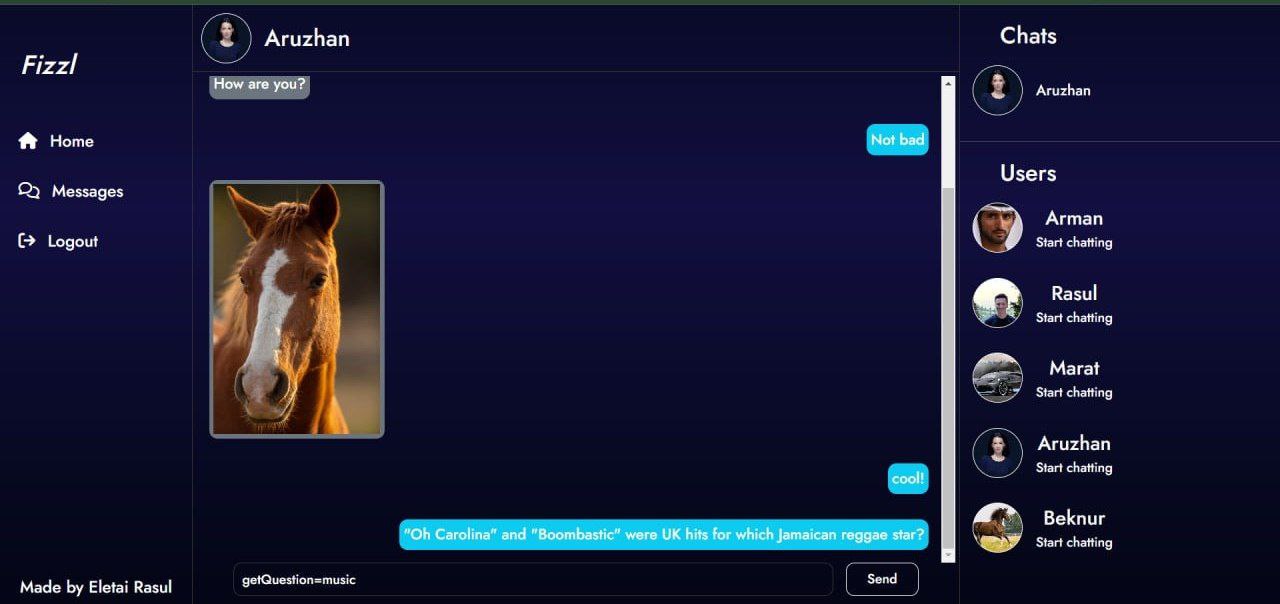 Fizzl
Home
Messages
Logout
Made by Eletai Rasul
Aruzhan
How are you?
Not bad
cool!
"Oh Carolina" and "Boombastic" were UK hits for which Jamaican reggae star?
getQuestion=music
Send
Chats
Aruzhan
Users
Arman
Start chatting
Rasul
Start chatting
Marat
Start chatting
Aruzhan
Start chatting
Beknur
Start chatting